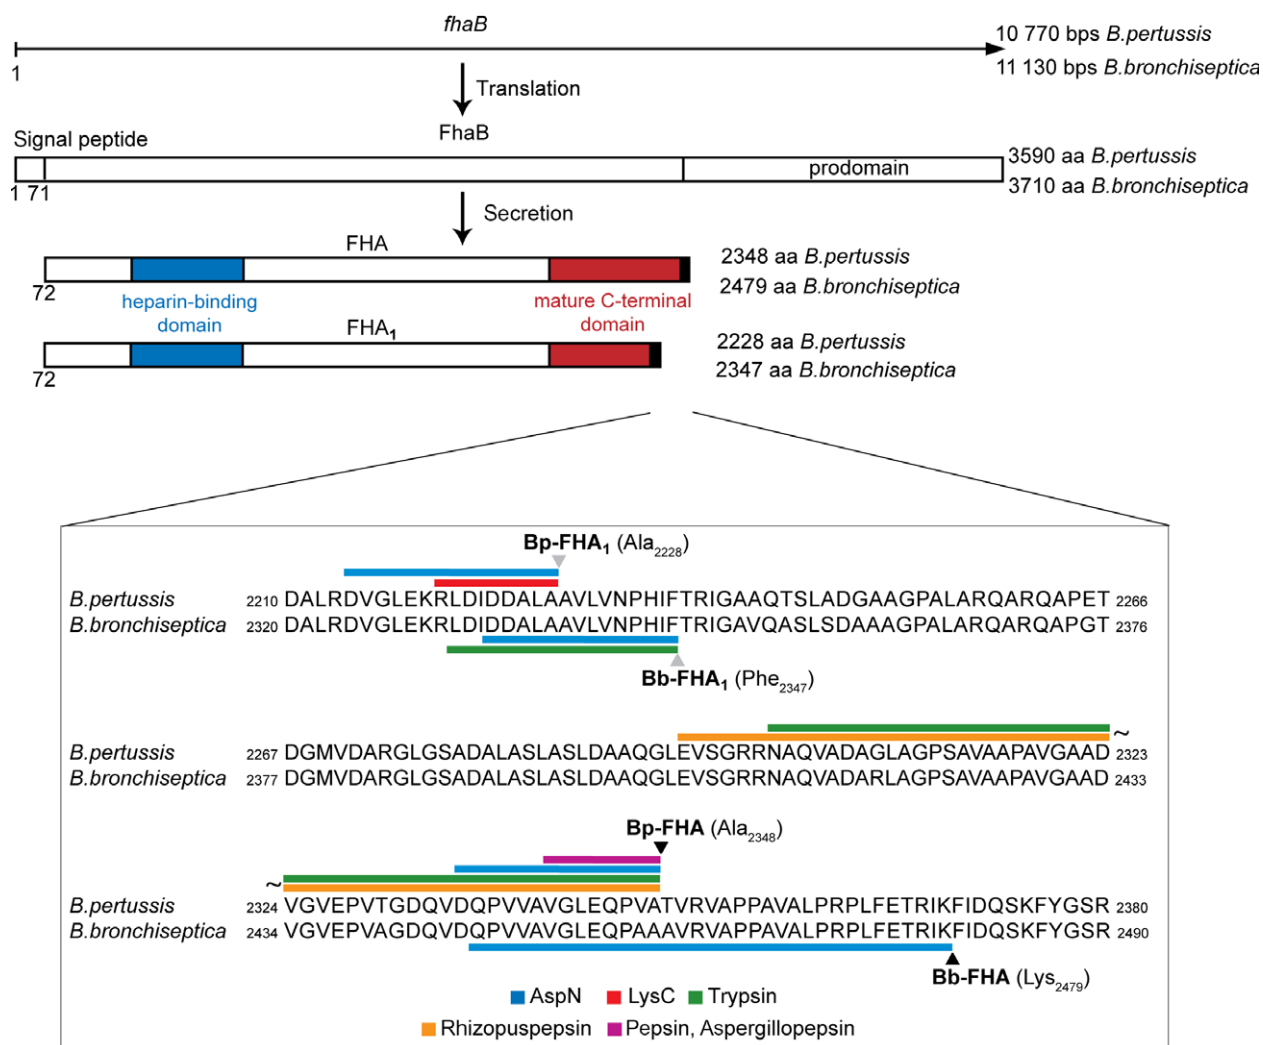 fhaB
10 770 bps B.pertussis
1
11 130 bps B.bronchiseptica
Translation
FhaB
Signal peptide
prodomain
3590 aa B.pertussis
3710 aa B.bronchiseptica
1 71
Secretion
FHA
2348 aa B.pertussis
2479 aa B.bronchiseptica
72
heparin-binding
domain
mature C-terminal
domain
FHA1
2228 aa B.pertussis
2347 aa B.bronchiseptica
72
Bp-FHA1 (Ala2228)
B.pertussis 2210 DALRDVGLEKRLDIDDALAAVLVNPHIFTRIGAAQTSLADGAAGPALARQARQAPET 2266
B.bronchiseptica 2320 DALRDVGLEKRLDIDDALAAVLVNPHIFTRIGAVQASLSDAAAGPALARQARQAPGT 2376
Bb-FHA1 (Phe2347)
~
B.pertussis 2267 DGMVDARGLGSADALASLASLDAAQGLEVSGRRNAQVADAGLAGPSAVAAPAVGAAD 2323
B.bronchiseptica 2377 DGMVDARGLGSADALASLASLDAAQGLEVSGRRNAQVADARLAGPSAVAAPAVGAAD 2433
Bp-FHA (Ala2348)
~
B.pertussis 2324 VGVEPVTGDQVDQPVVAVGLEQPVATVRVAPPAVALPRPLFETRIKFIDQSKFYGSR 2380
B.bronchiseptica 2434 VGVEPVAGDQVDQPVVAVGLEQPAAAVRVAPPAVALPRPLFETRIKFIDQSKFYGSR 2490
Bb-FHA (Lys2479)
AspN LysC Trypsin
Rhizopuspepsin Pepsin, Aspergillopepsin